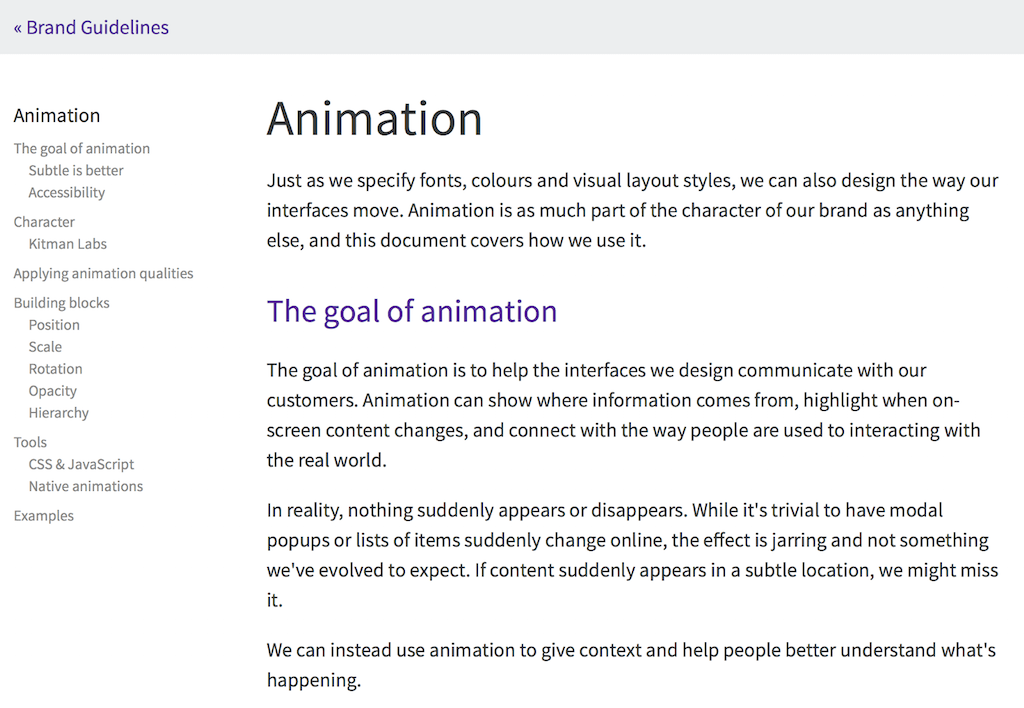 « Brand Guidelines
Animation
The goal of animation
Subtle is better
Accessibility
Character
Kitman Labs
Applying animation qualities
Building blocks
Position
Scale
Rotation
Opacity
Hierarchy
Tools
CSS & JavaScript
Native animations
Examples
Animation
Just as we specify fonts, colours and visual layout styles, we can also design the way our
interfaces move. Animation is as much part of the character of our brand as anything
else, and this document covers how we use it.
The goal of animation
The goal of animation is to help the interfaces we design communicate with our
customers. Animation can show where information comes from, highlight when on-
screen content changes, and connect with the way people are used to interacting with
the real world.
In reality, nothing suddenly appears or disappears. While it's trivial to have modal
popups or lists of items suddenly change online, the effect is jarring and not something
we've evolved to expect. If content suddenly appears in a subtle location, we might miss
it.
We can instead use animation to give context and help people better understand what's
happening.